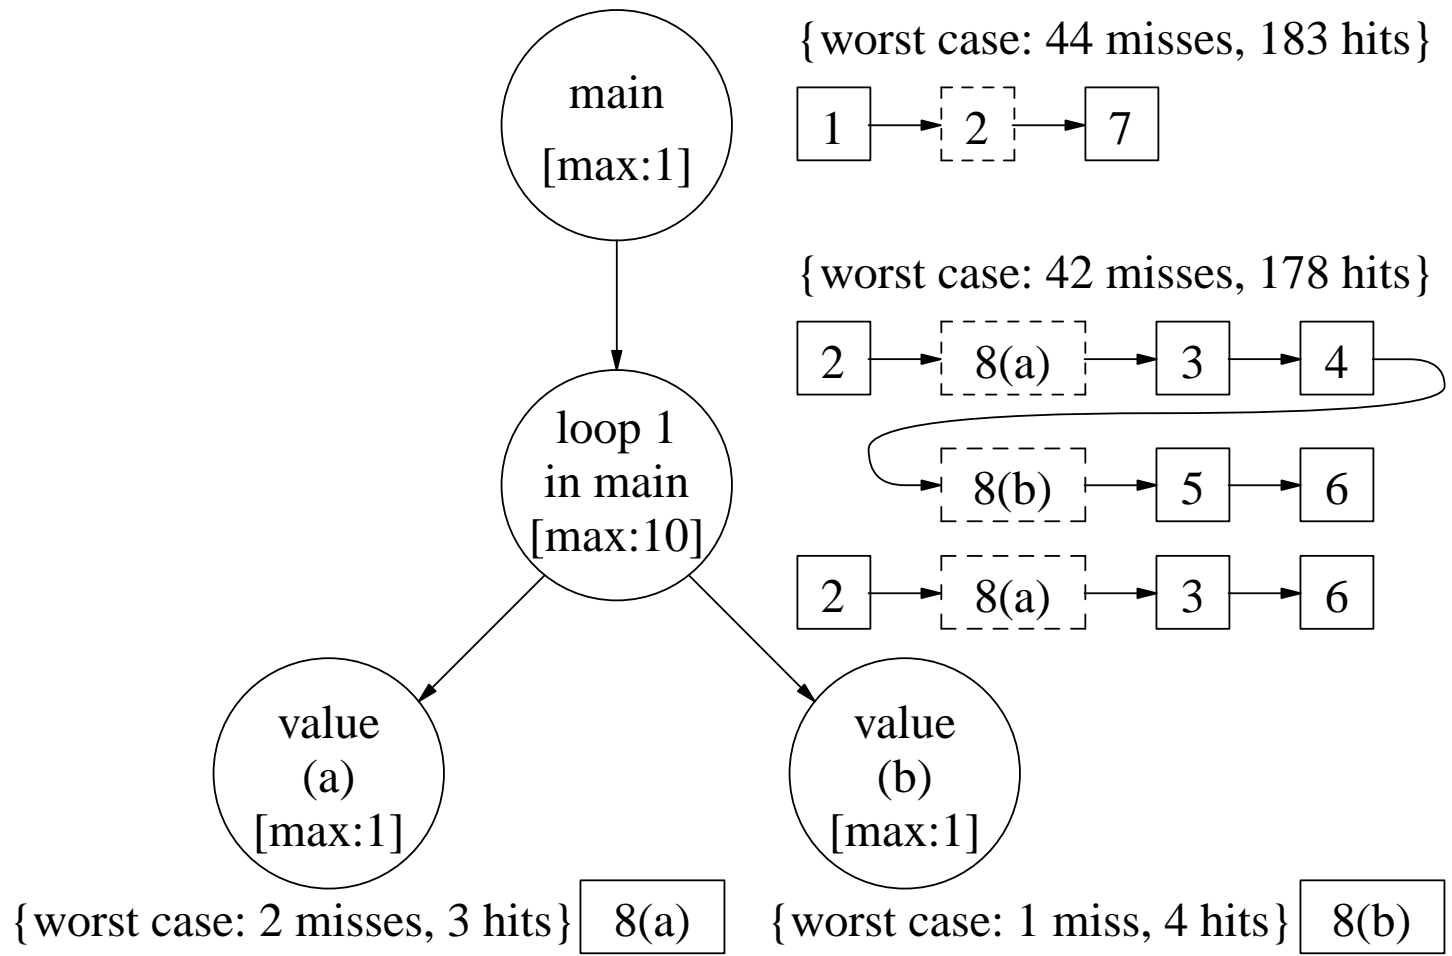 main
[max:1]
{worst case: 44 misses, 183 hits}
1
2
7
{worst case: 42 misses, 178 hits}
2
8(a)
3
4
8(b)
5
6
2
8(a)
3
6
loop 1
in main
[max:10]
value
(a)
[max:1]
value
(b)
[max:1]
{worst case: 2 misses, 3 hits}
8(a)
{worst case: 1 miss, 4 hits}
8(b)